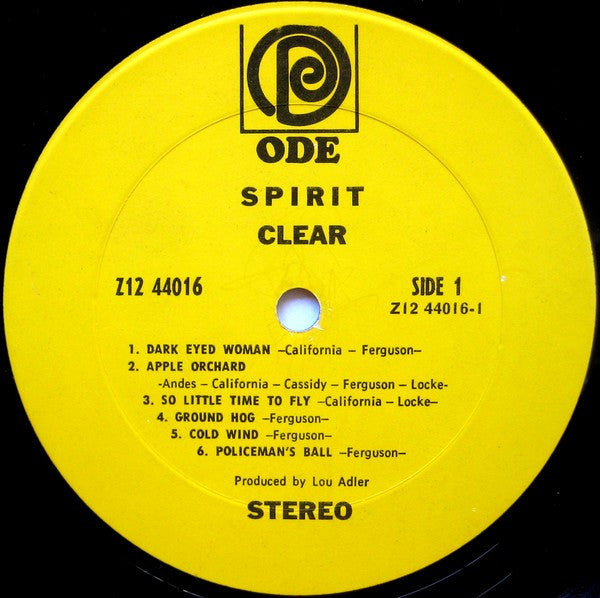 ODE
SPIRIT
CLEAR
Z12 44016
SIDE 1
Z12 44016-1
1. DARK EYED WOMAN –California – Ferguson–
2. APPLE ORCHARD
-Andes – California – Cassidy – Ferguson – Locke-
3. SO LITTLE TIME TO FLY –California – Locke–
4. GROUND HOG –Ferguson–
5. COLD WIND –Ferguson–
6. POLICEMAN'S BALL –Ferguson–
Produced by Lou Adler
STEREO